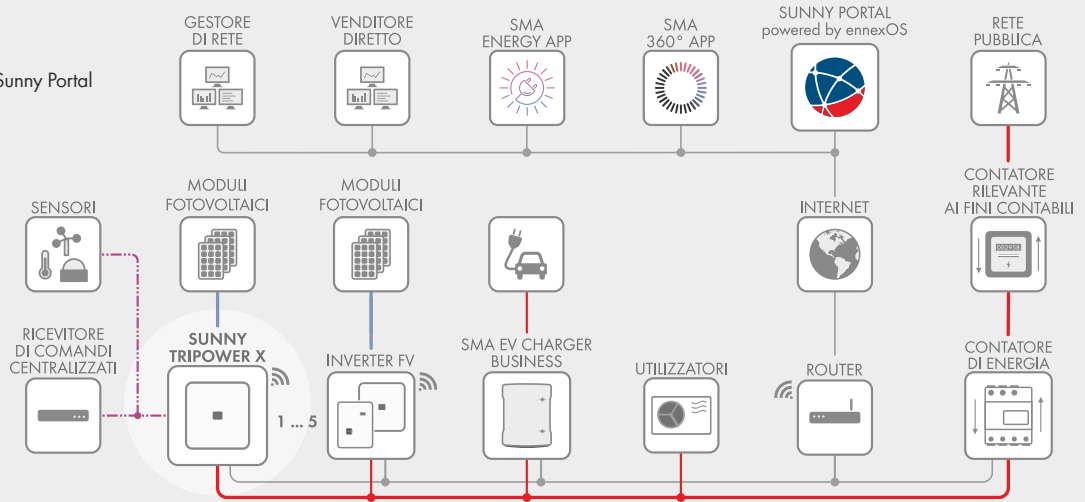 GESTORE
DI RETE
VENDITORE
DIRETTO
SMA
ENERGY APP
SMA
360° APP
SUNNY PORTAL
powered by ennexOS
RETE
PUBBLICA
Sunny Portal
SENSORI
MODULI
FOTOVOLTAICI
MODULI
FOTOVOLTAICI
INTERNET
CONTATORE
RILEVANTE
AI FINI CONTABILI
002958
RICEVITORE
DI COMANDI
CENTRALIZZATI
SUNNY
TRIPOWER X
1 ... 5
INVERTER FV
SMA EV CHARGER
BUSINESS
UTILIZZATORI
ROUTER
CONTATORE
DI ENERGIA